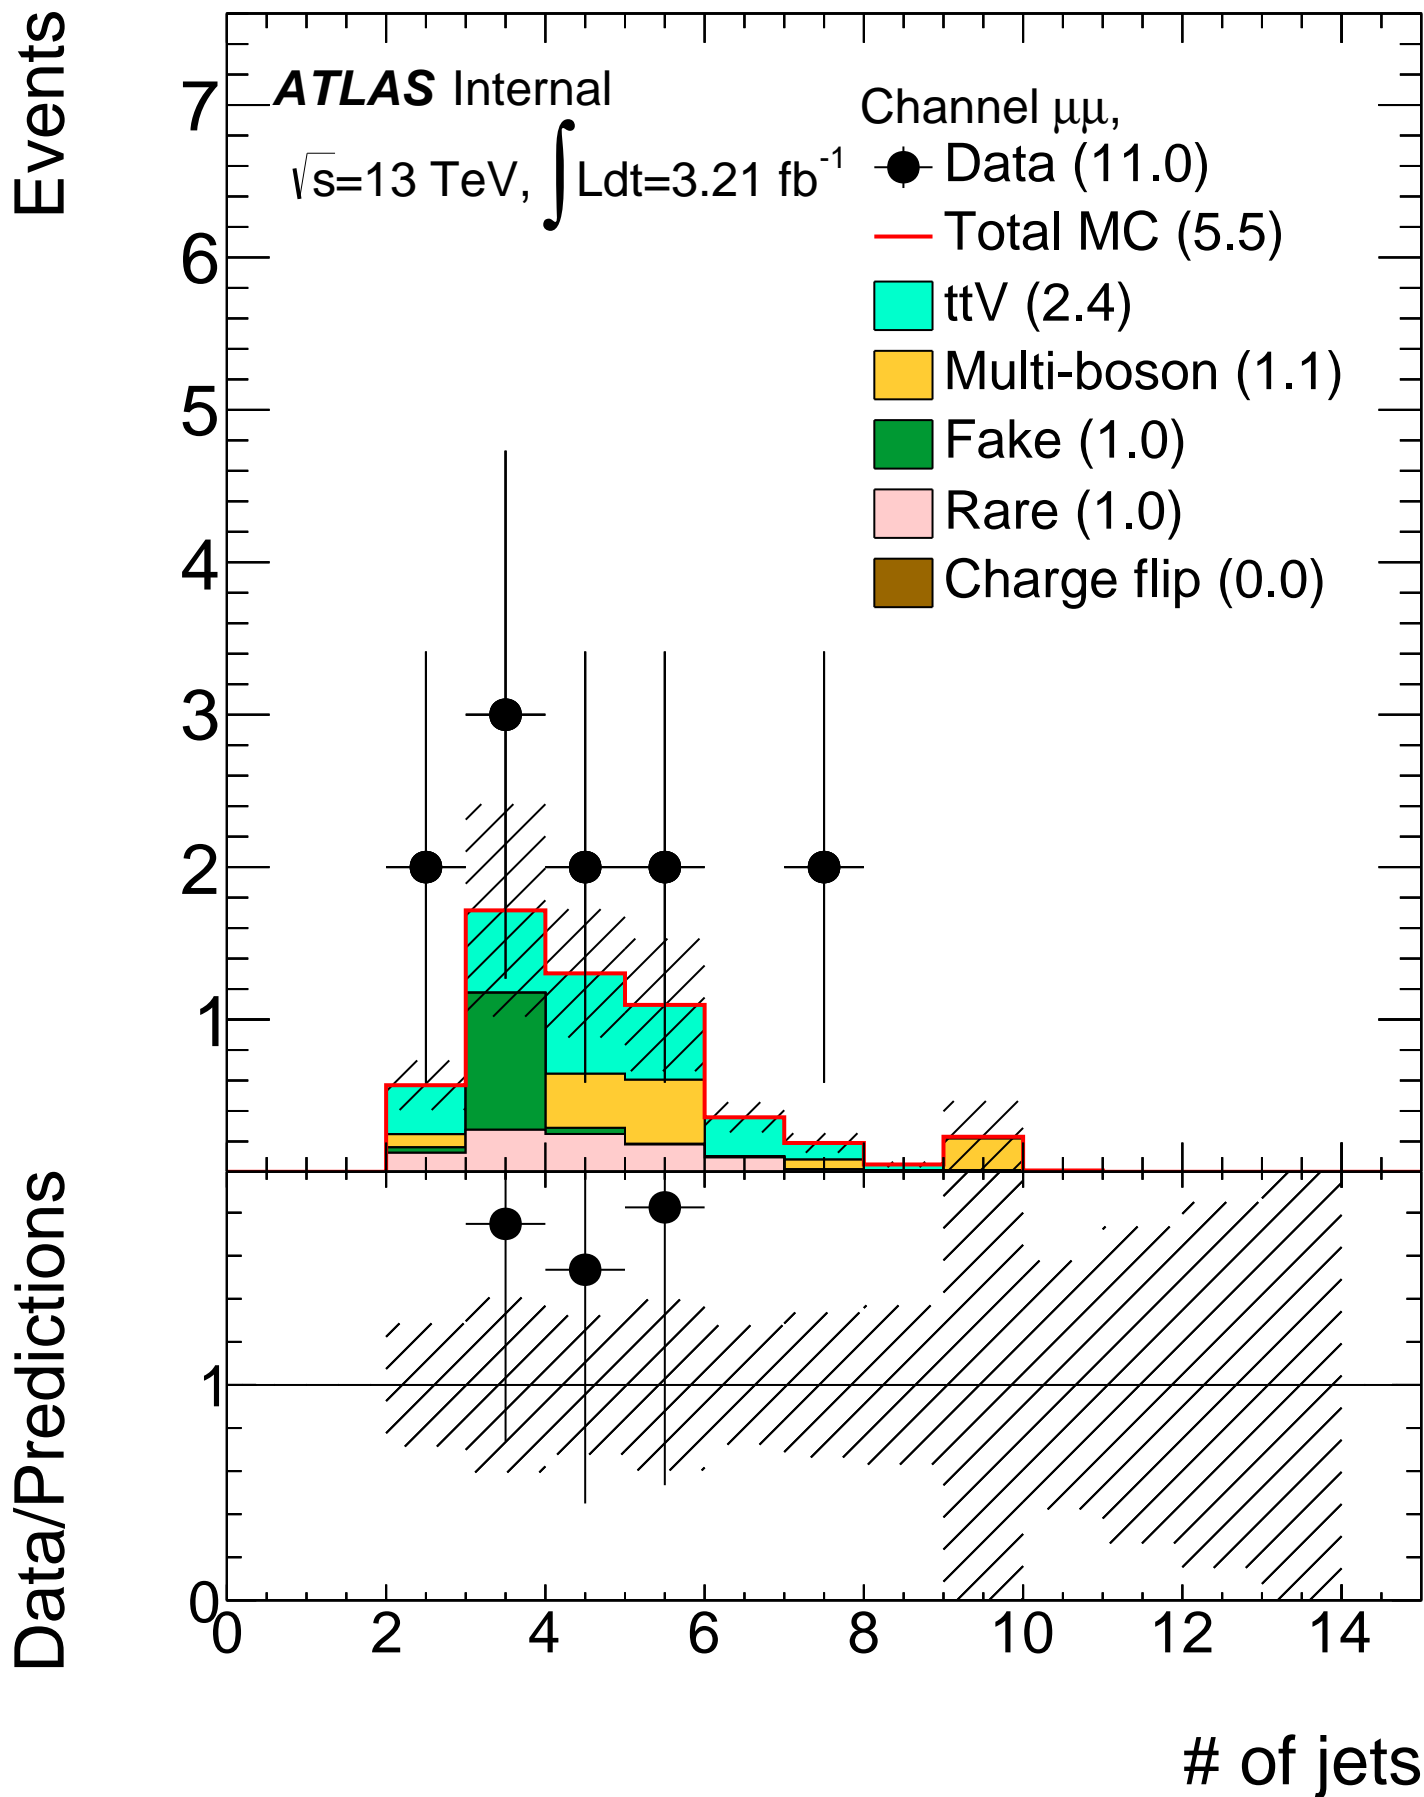 Events
7
6
5
4
3
2
1
ATLAS Internal
√s=13 TeV, ∫Ldt=3.21 fb⁻¹
Channel μμ,
Data (11.0)
Total MC (5.5)
ttV (2.4)
Multi-boson (1.1)
Fake (1.0)
Rare (1.0)
Charge flip (0.0)
Data/Predictions
1
0
0 2 4 6 8 10 12 14
# of jets